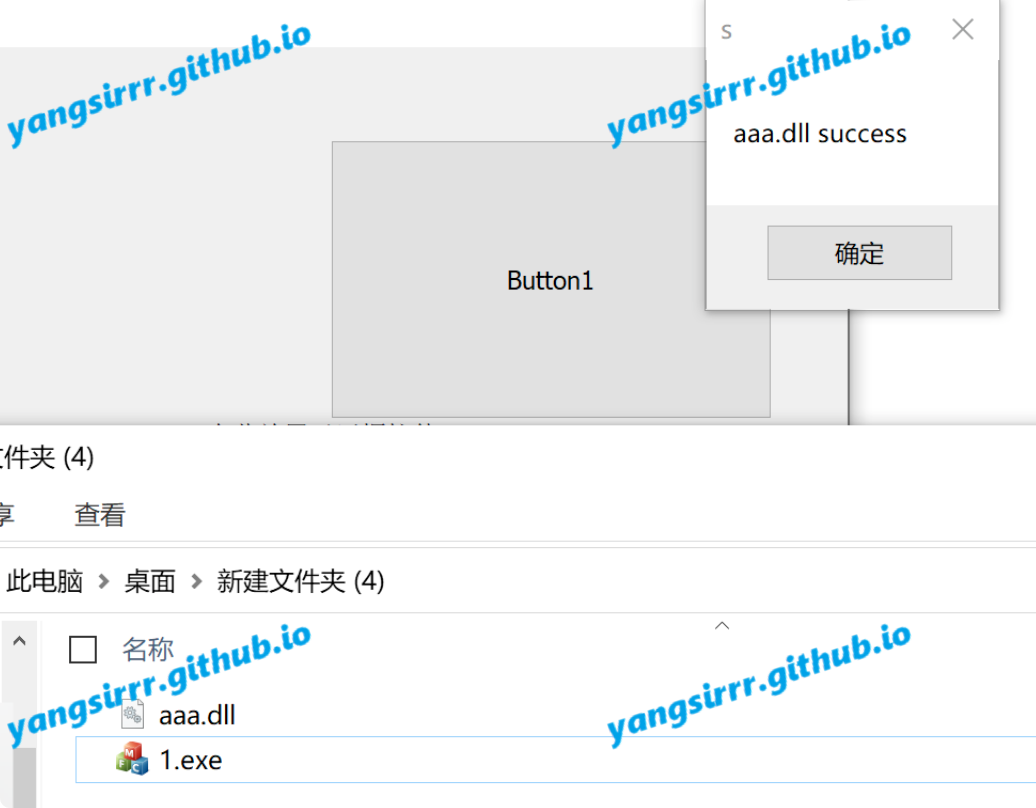 yangsirrr.github.io
yangsirrr.github.io
s
aaa.dll success
确定
Button1
件夹 (4)
享
查看
此电脑 > 桌面 > 新建文件夹 (4)
名称
yangsirrr.github.io
yangsirrr.github.io
aaa.dll
1.exe